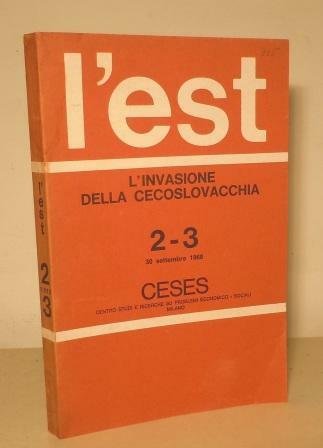 l'est
L'INVASIONE
DELLA CECOSLOVACCHIA
2-3
30 settembre 1968
CESES
CENTRO STUDI E RICERCHE SU PROBLEMI ECONOMICO - SOCIALI
MILANO
l'est
2
3